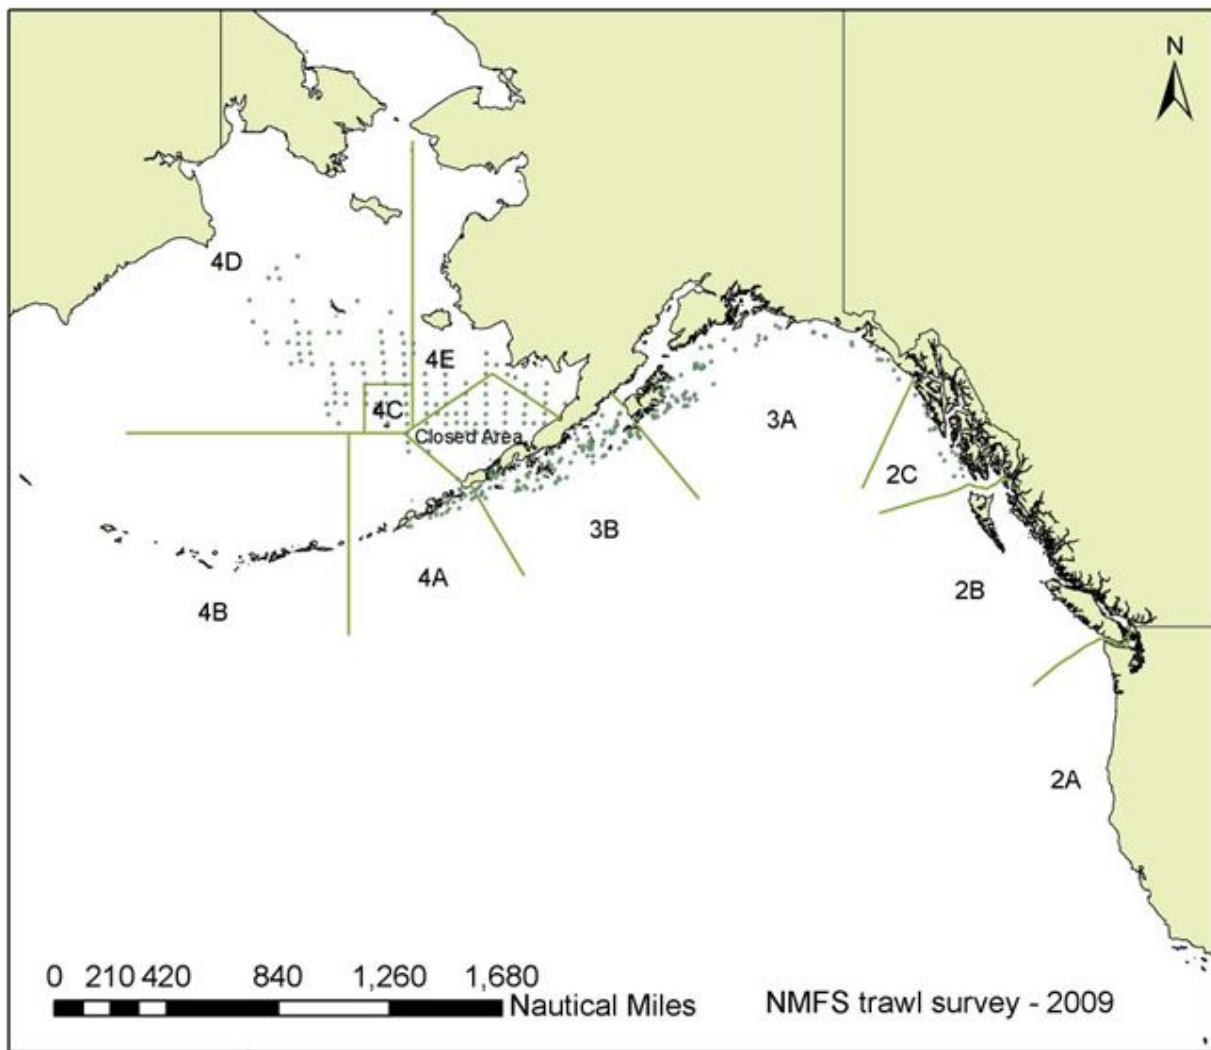 N
4D
4E
4C
Closed Area
3A
2C
3B
4A
2B
4B
2A
0 210 420 840 1,260 1,680
Nautical Miles
NMFS trawl survey - 2009